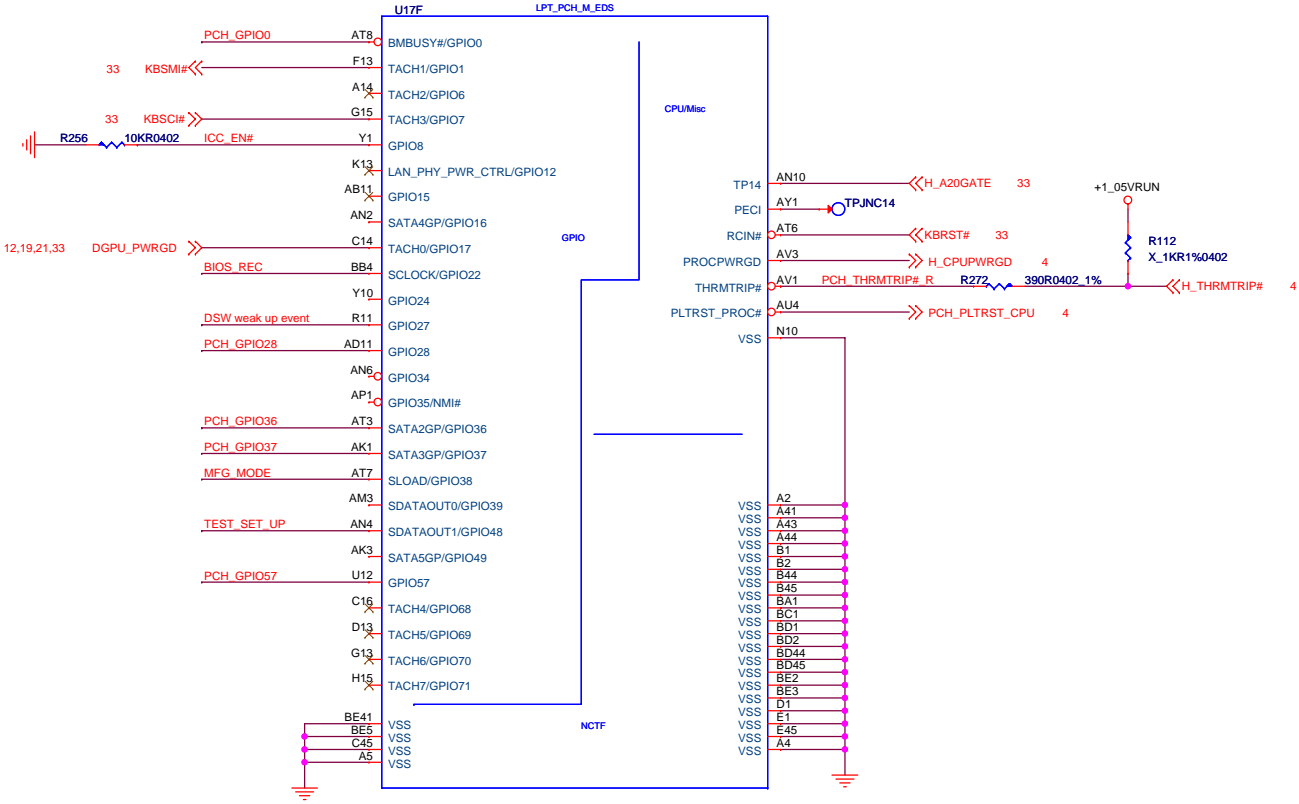 U17F LPT_PCH_M_EDS
PCH_GPIO0 AT8 BMBUSY#/GPIO0
33 KBSMI# F13 TACH1/GPIO1
A14 TACH2/GPIO6
33 KBSCI# G15 TACH3/GPIO7
R256 10KR0402 ICC_EN# Y1 GPIO8
K13 LAN_PHY_PWR_CTRL/GPIO12
AB11 GPIO15
AN2 SATA4GP/GPIO16
12,19,21,33 DGPU_PWRGD C14 TACH0/GPIO17
BIOS_REC BB4 SCLOCK/GPIO22
Y10 GPIO24
DSW weak up event R11 GPIO27
PCH_GPIO28 AD11 GPIO28
AN6 GPIO34
AP1 GPIO35/NMI#
PCH_GPIO36 AT3 SATA2GP/GPIO36
PCH_GPIO37 AK1 SATA3GP/GPIO37
MFG_MODE AT7 SLOAD/GPIO38
AM3 SDATAOUT0/GPIO39
TEST_SET_UP AN4 SDATAOUT1/GPIO48
AK3 SATA5GP/GPIO49
PCH_GPIO57 U12 GPIO57
C16 TACH4/GPIO68
D13 TACH5/GPIO69
G13 TACH6/GPIO70
H15 TACH7/GPIO71
BE41 VSS
BE5 VSS
C45 VSS
A5 VSS
GPIO
CPU/Misc
NCTF
TP14 AN10 H_A20GATE 33
PECI AY1 TPJNC14
RCIN# AT6 KBRST# 33
PROCPWRGD AV3 H_CPUPWRGD 4
THRMTRIP# AV1 PCH_THRMTRIP#_R R272 390R0402_1% H_THRMTRIP# 4
+1_05VRUN
R112
X_1KR1%0402
PLTRST_PROC# AU4 PCH_PLTRST_CPU 4
VSS N10
VSS A2
VSS A41
VSS A43
VSS A44
VSS B1
VSS B2
VSS B44
VSS B45
VSS BA1
VSS BC1
VSS BD1
VSS BD2
VSS BD44
VSS BD45
VSS BE2
VSS BE3
VSS D1
VSS E1
VSS E45
VSS A4